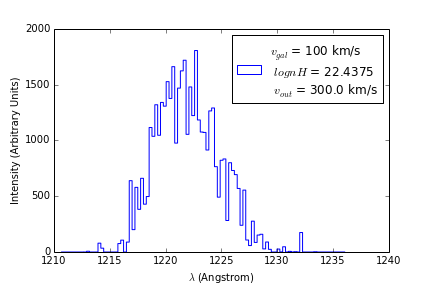 2000
1500
1000
500
0
1210
1215
1220
1225
1230
1235
1240
Intensity (Arbitrary Units)
λ (Angstrom)
v_gal = 100 km/s
lognH = 22.4375
v_out = 300.0 km/s